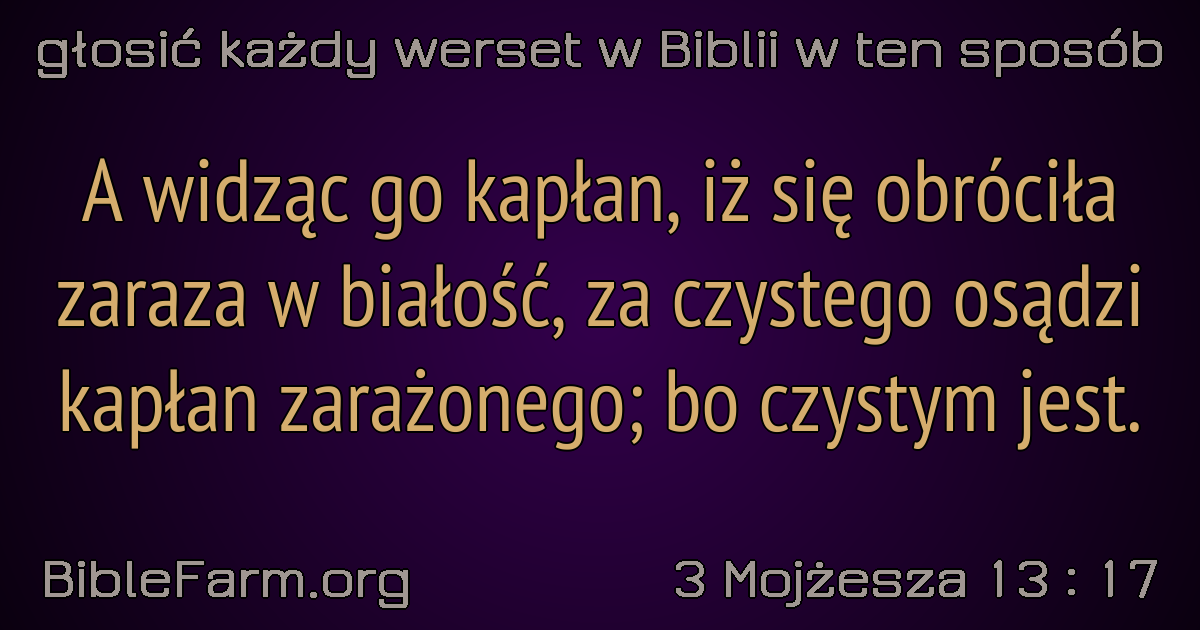 głosić każdy werset w Biblii w ten sposób
A widząc go kapłan, iż się obróciła
zaraza w białość, za czystego osądzi
kapłan zarażonego; bo czystym jest.
BibleFarm.org
3 Mojżesza 13 : 17